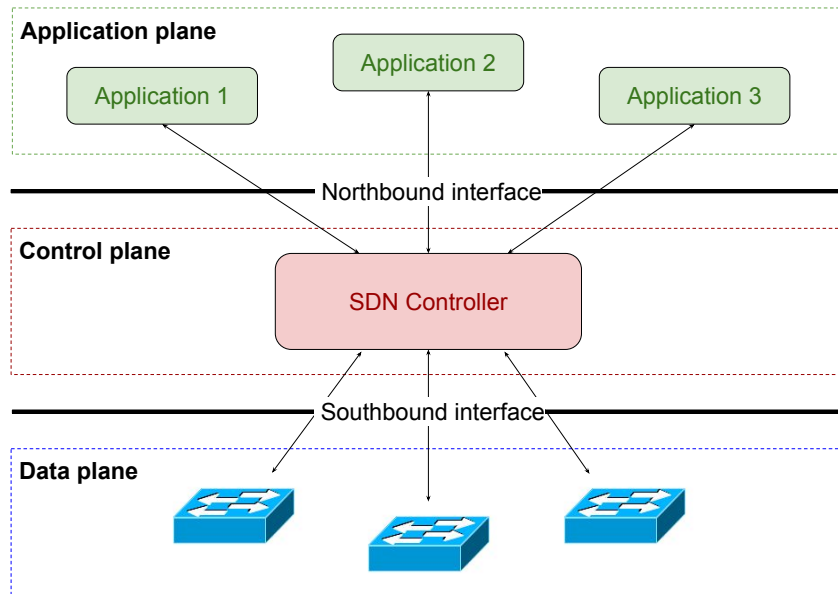 Application plane
Application 1
Application 2
Application 3
Northbound interface
Control plane
SDN Controller
Southbound interface
Data plane